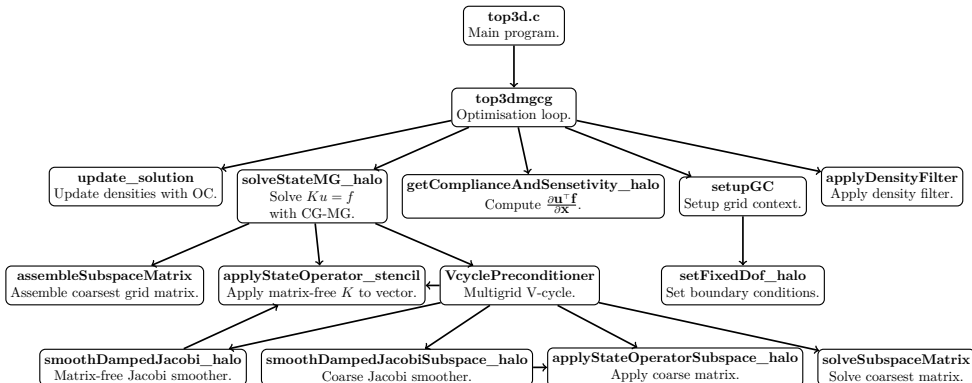 top3d.c
Main program.
top3dmgcg
Optimisation loop.
update_solution
Update densities with OC.
solveStateMG_halo
Solve Ku = f
with CG-MG.
getComplianceAndSensetivity_halo
Compute ∂u⊤f/∂x.
setupGC
Setup grid context.
applyDensityFilter
Apply density filter.
assembleSubspaceMatrix
Assemble coarsest grid matrix.
applyStateOperator_stencil
Apply matrix-free K to vector.
VcyclePreconditioner
Multigrid V-cycle.
setFixedDof_halo
Set boundary conditions.
smoothDampedJacobi_halo
Matrix-free Jacobi smoother.
smoothDampedJacobiSubspace_halo
Coarse Jacobi smoother.
applyStateOperatorSubspace_halo
Apply coarse matrix.
solveSubspaceMatrix
Solve coarsest matrix.